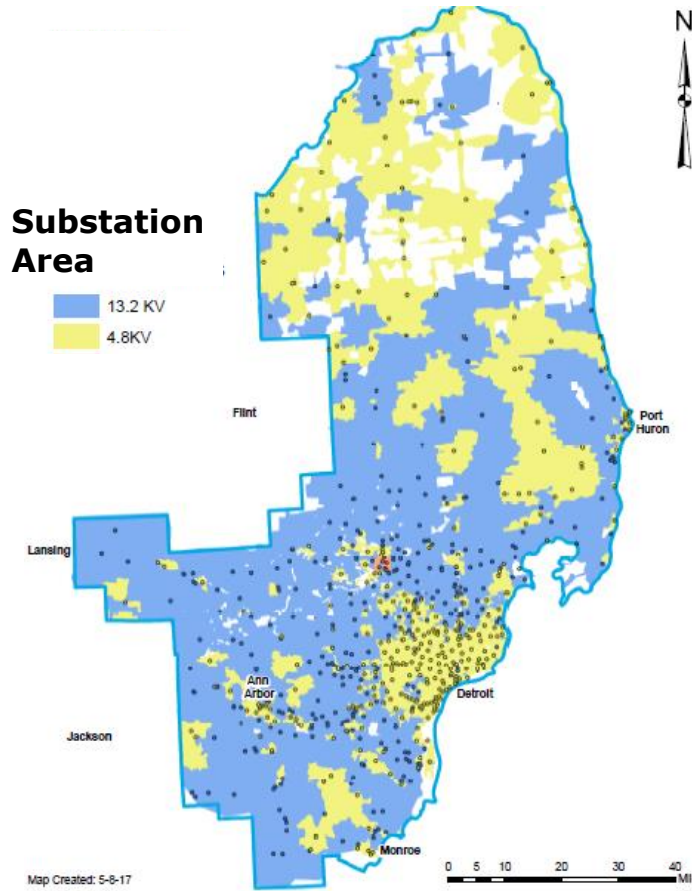 N
Substation
Area
13.2 KV
4.8KV
Flint
Port
Huron
Lansing
Ann
Arbor
Detroit
Jackson
Monroe
Map Created: 5-8-17
0 5 10 20 30 40
MI